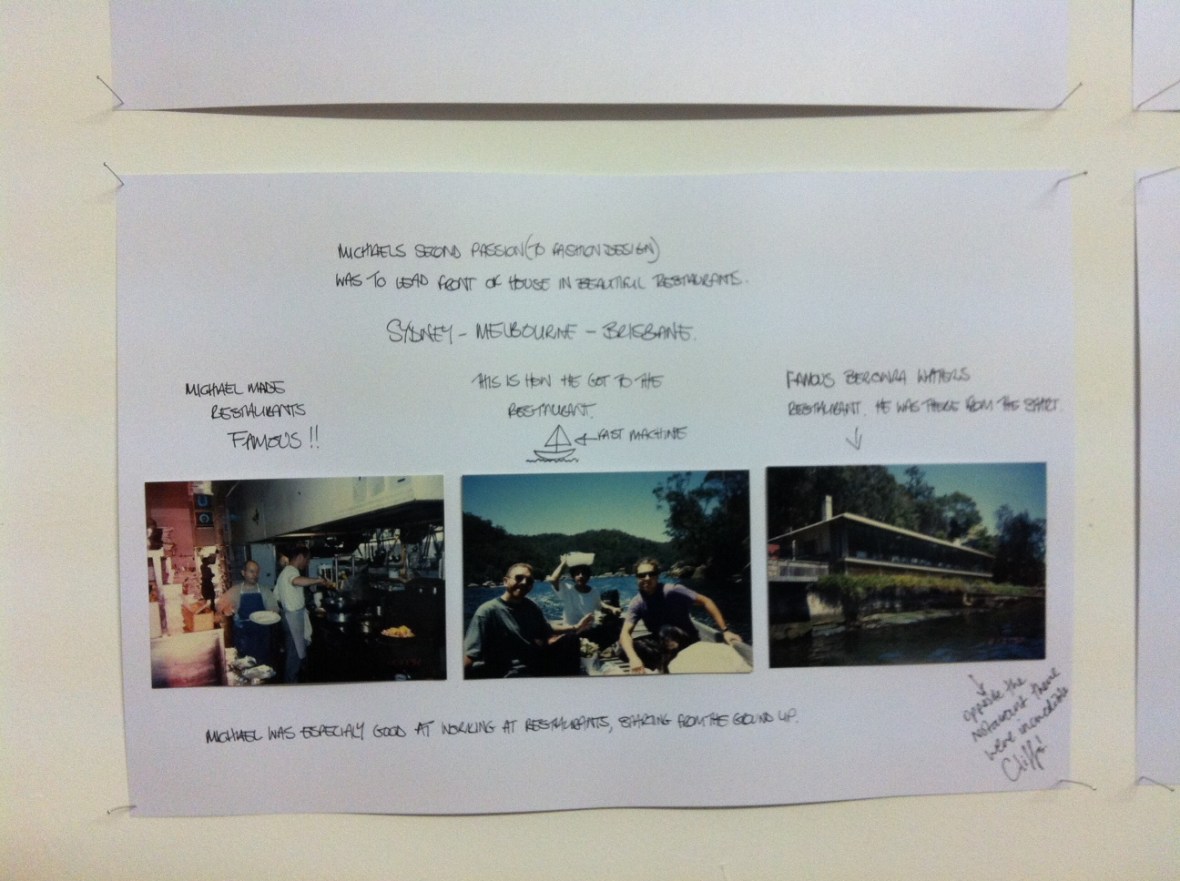 MICHAELS SECOND PASSION (TO FASHION DESIGN)
WAS TO LEAD FRONT OF HOUSE IN BEAUTIFUL RESTAURANTS.
SYDNEY - MELBOURNE - BRISBANE.
MICHAEL MADE
RESTAURANTS
FAMOUS !!
THIS IS HOW HE GOT TO THE
RESTAURANT.
FAST MACHINE
FAMOUS BEROWRA WATERS
RESTAURANT. HE WAS THERE FROM THE START.
MICHAEL WAS ESPECIALY GOOD AT WORKING AT RESTAURANTS, STARTING FROM THE GROUND UP.
opposite the
restaurant there
were incredible
Cliffs!